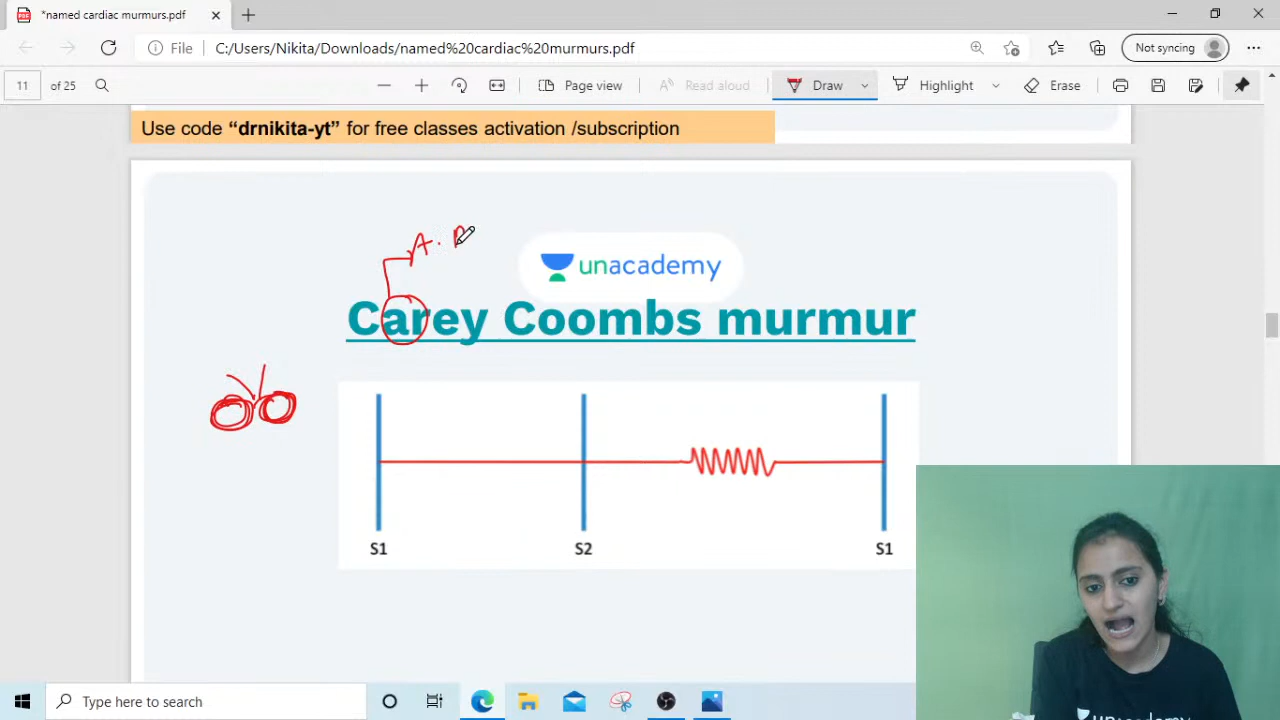 *named cardiac murmurs.pdf
File C:/Users/Nikita/Downloads/named%20cardiac%20murmurs.pdf
Not syncing
11 of 25
Page view
Read aloud
Draw
Highlight
Erase
Use code “drnikita-yt” for free classes activation /subscription
A.
unacademy
Carey Coombs murmur
S1 S2 S1
unacademy
Type here to search